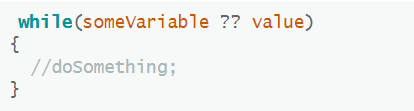 while(someVariable ?? value)
{
//doSomething;
}